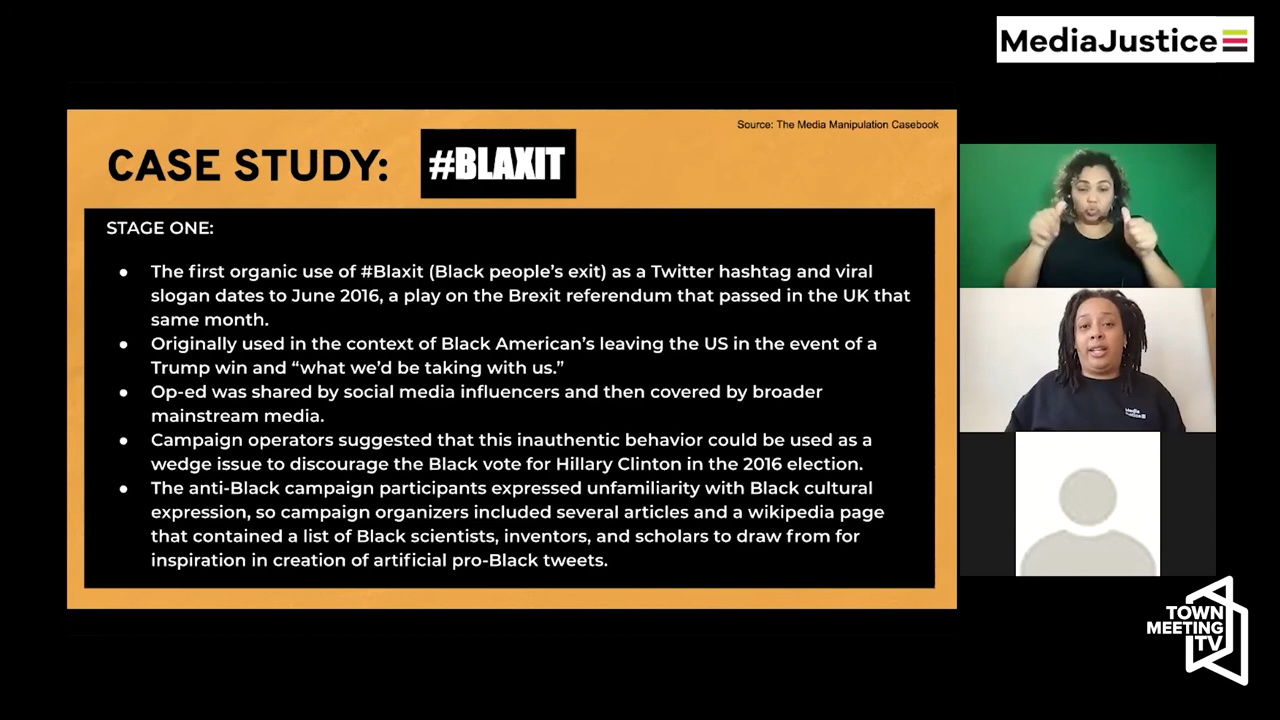 MediaJustice
Source: The Media Manipulation Casebook
CASE STUDY:
#BLAXIT
STAGE ONE:
● The first organic use of #Blaxit (Black people’s exit) as a Twitter hashtag and viral
slogan dates to June 2016, a play on the Brexit referendum that passed in the UK that
same month.
● Originally used in the context of Black American’s leaving the US in the event of a
Trump win and “what we’d be taking with us.”
● Op-ed was shared by social media influencers and then covered by broader
mainstream media.
● Campaign operators suggested that this inauthentic behavior could be used as a
wedge issue to discourage the Black vote for Hillary Clinton in the 2016 election.
● The anti-Black campaign participants expressed unfamiliarity with Black cultural
expression, so campaign organizers included several articles and a wikipedia page
that contained a list of Black scientists, inventors, and scholars to draw from for
inspiration in creation of artificial pro-Black tweets.
Media
Justice
TOWN
MEETING
TV